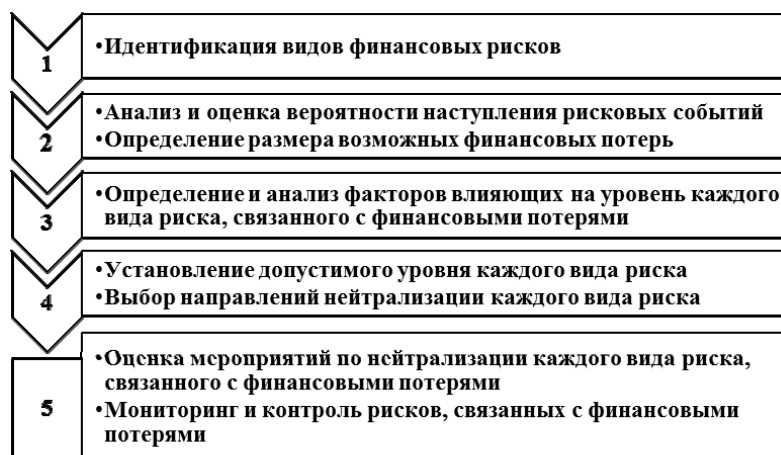 1
•Идентификация видов финансовых рисков
2
•Анализ и оценка вероятности наступления рисковых событий
•Определение размера возможных финансовых потерь
3
•Определение и анализ факторов влияющих на уровень каждого
вида риска, связанного с финансовыми потерями
4
•Установление допустимого уровня каждого вида риска
•Выбор направлений нейтрализации каждого вида риска
5
•Оценка мероприятий по нейтрализации каждого вида риска,
связанного с финансовыми потерями
•Мониторинг и контроль рисков, связанных с финансовыми
потерями